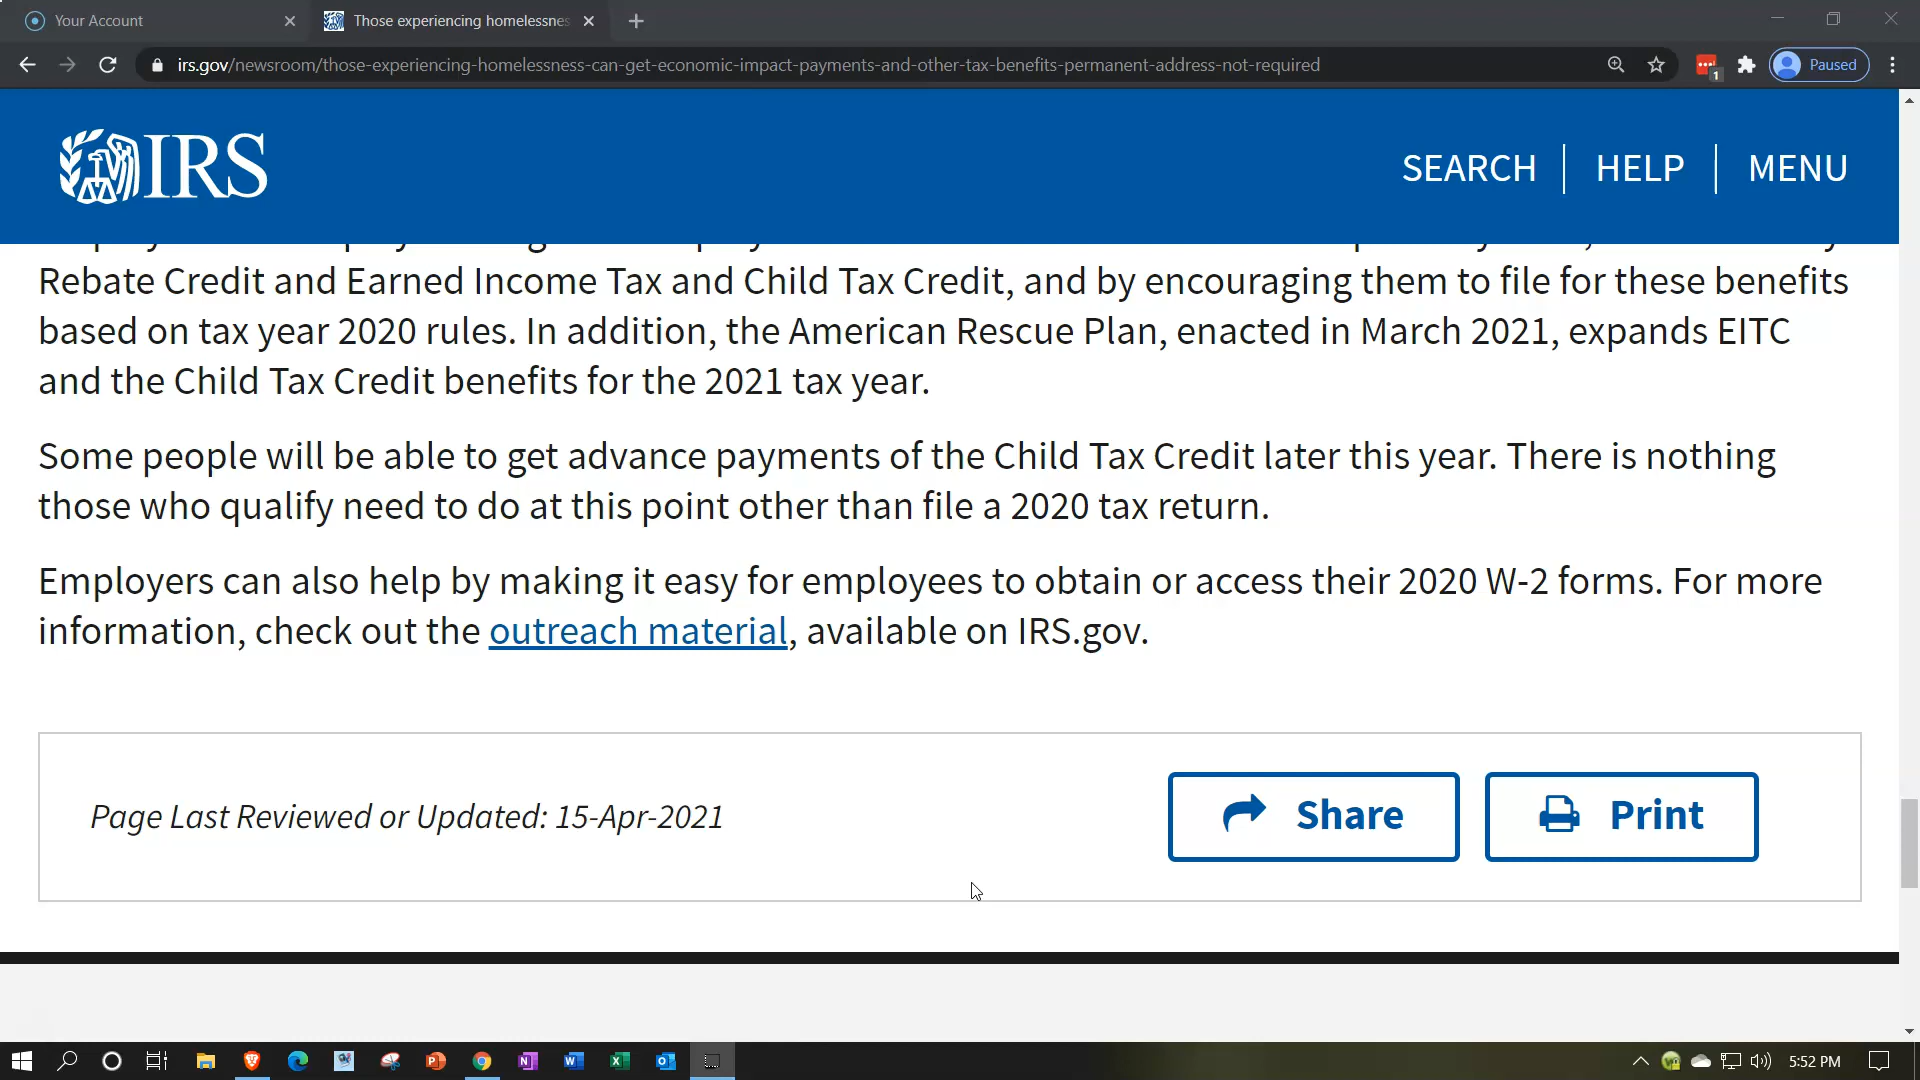 Your Account
Those experiencing homelessnes
irs.gov/newsroom/those-experiencing-homelessness-can-get-economic-impact-payments-and-other-tax-benefits-permanent-address-not-required
1
Paused
IRS
SEARCH
HELP
MENU
Rebate Credit and Earned Income Tax and Child Tax Credit, and by encouraging them to file for these benefits
based on tax year 2020 rules. In addition, the American Rescue Plan, enacted in March 2021, expands EITC
and the Child Tax Credit benefits for the 2021 tax year.
Some people will be able to get advance payments of the Child Tax Credit later this year. There is nothing
those who qualify need to do at this point other than file a 2020 tax return.
Employers can also help by making it easy for employees to obtain or access their 2020 W-2 forms. For more
information, check out the outreach material, available on IRS.gov.
Page Last Reviewed or Updated: 15-Apr-2021
Share
Print
5:52 PM